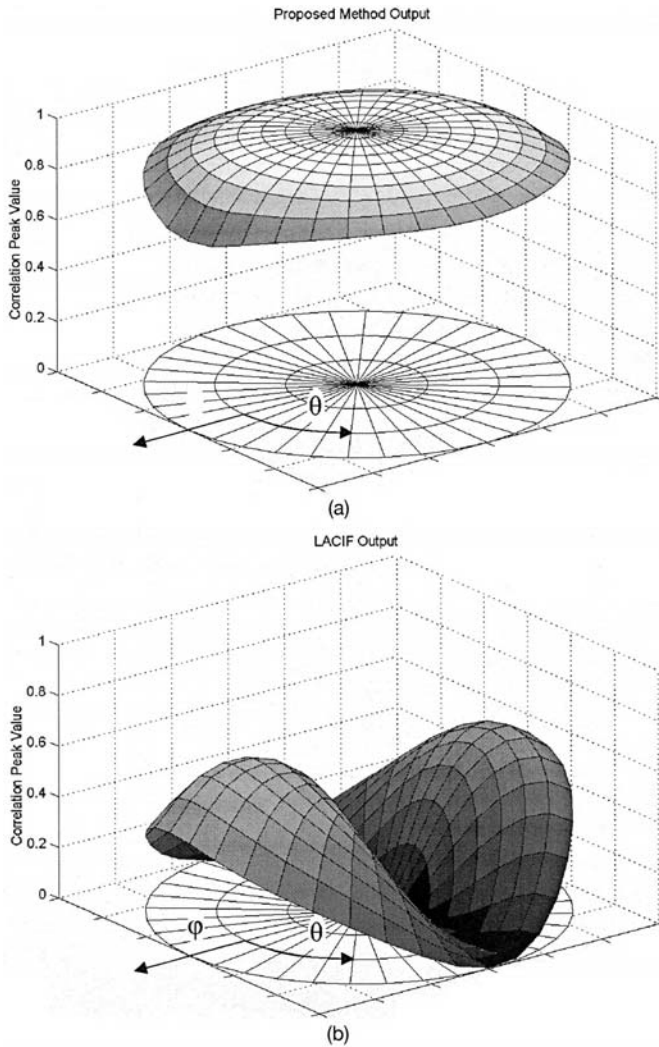 Proposed Method Output
Correlation Peak Value
1
0.8
0.6
0.4
0.2
0
θ
(a)
LACIF Output
Correlation Peak Value
1
0.8
0.6
0.4
0.2
0
φ
θ
(b)